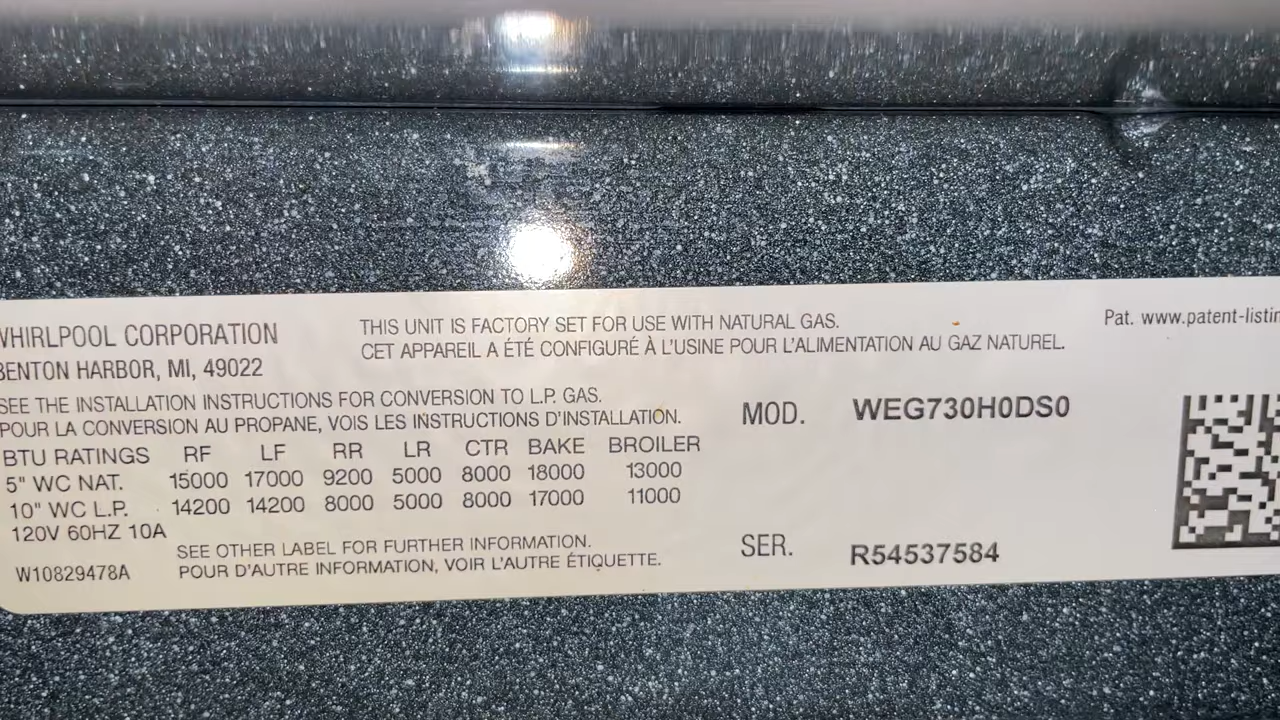 WHIRLPOOL CORPORATION
BENTON HARBOR, MI, 49022
THIS UNIT IS FACTORY SET FOR USE WITH NATURAL GAS.
CET APPAREIL A ÉTÉ CONFIGURÉ À L'USINE POUR L'ALIMENTATION AU GAZ NATUREL.
Pat. www.patent-listin
SEE THE INSTALLATION INSTRUCTIONS FOR CONVERSION TO L.P. GAS.
POUR LA CONVERSION AU PROPANE, VOIS LES INSTRUCTIONS D'INSTALLATION.
BTU RATINGS RF LF RR LR CTR BAKE BROILER
5" WC NAT. 15000 17000 9200 5000 8000 18000 13000
10" WC L.P. 14200 14200 8000 5000 8000 17000 11000
120V 60HZ 10A
SEE OTHER LABEL FOR FURTHER INFORMATION.
POUR D'AUTRE INFORMATION, VOIR L'AUTRE ÉTIQUETTE.
W10829478A
MOD. WEG730H0DS0
SER. R54537584